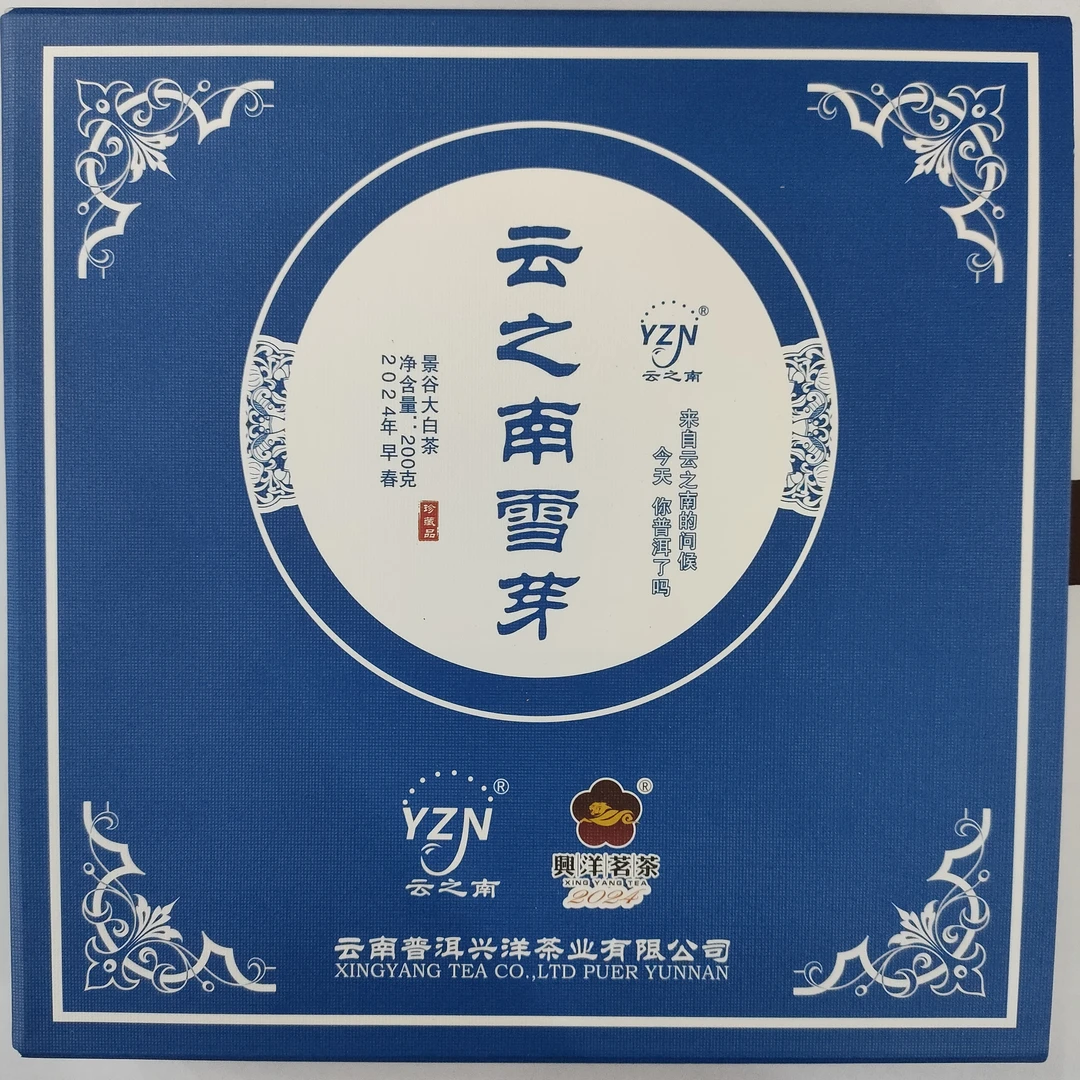 YZN®
云之南
来自云之南的问候
今天 你普洱了吗
云之南雪芽
景谷大白茶
净含量:200克
2024年 早春
珍藏品
YZN®
云之南
®
興洋茗茶
XING YANG TEA
2024
云南普洱兴洋茶业有限公司
XINGYANG TEA CO.,LTD PUER YUNNAN